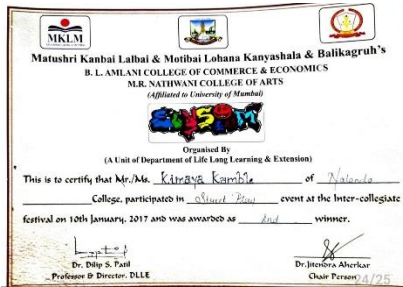 MKLM
Matushri Kanbai Lalbai & Motibai Lohana Kanyashala & Balikagruh's
B. L. AMLANI COLLEGE OF COMMERCE & ECONOMICS
M.R. NATHWANI COLLEGE OF ARTS
(Affiliated to University of Mumbai)
Organised By
(A Unit of Department of Life Long Learning & Extension)
This is to certify that Mr./Ms. Kimaya Kamble of Nalanda
College, participated in Street Play event at the Inter-collegiate
festival on 10th January, 2017 and was awarded as 2nd winner.
Dr. Dilip S. Patil
Professor & Director, DLLE
Dr. Jitendra Aherkar
Chair Person
24/25